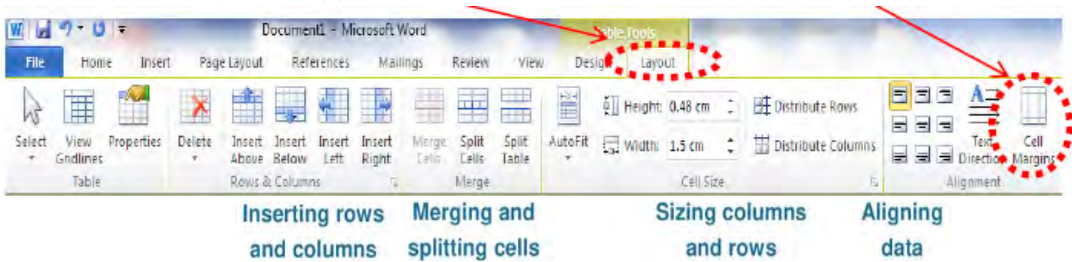 Document1 - Microsoft Word
Table Tools
File Home Insert Page Layout References Mailings Review View Design Layout
Height: 0.48 cm Distribute Rows
Select View Gridlines Properties Delete Insert Above Insert Below Insert Left Insert Right Merge Cells Split Cells Split Table AutoFit Width: 1.5 cm Distribute Columns Text Direction Cell Margins
Table Rows & Columns Merge Cell Size Alignment
Inserting rows Merging and Sizing columns Aligning
and columns splitting cells and rows data